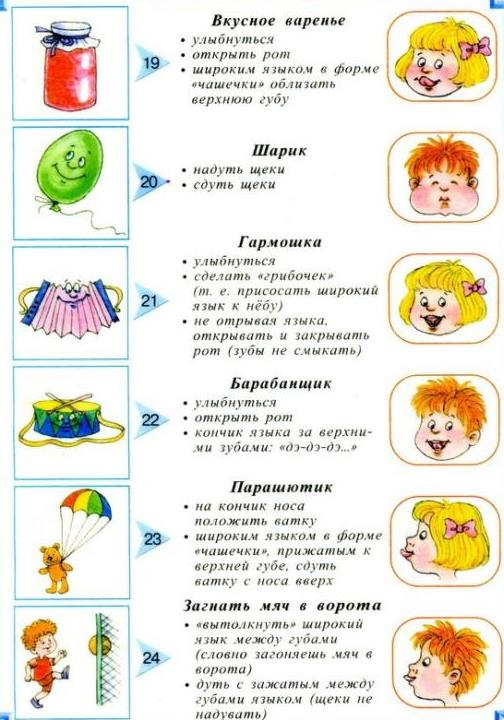 Вкусное варенье
19
• улыбнуться
• открыть рот
• широким языком в форме
«чашечки» облизать
верхнюю губу
Шарик
20
• надуть щеки
• сдуть щеки
Гармошка
21
• улыбнуться
• сделать «грибочек»
(т. е. присосать широкий
язык к нёбу)
• не отрывая языка,
открывать и закрывать
рот (зубы не смыкать)
Барабанщик
22
• улыбнуться
• открыть рот
• кончик языка за верхни-
ми зубами: «дэ-дэ-дэ...»
Парашютик
23
• на кончик носа
положить ватку
• широким языком в форме
«чашечки», прижатым к
верхней губе, сдуть
ватку с носа вверх
Загнать мяч в ворота
24
• «вытолкнуть» широкий
язык между губами
(словно загоняешь мяч в
ворота)
• дуть с зажатым между
губами языком (щеки не
надувать)